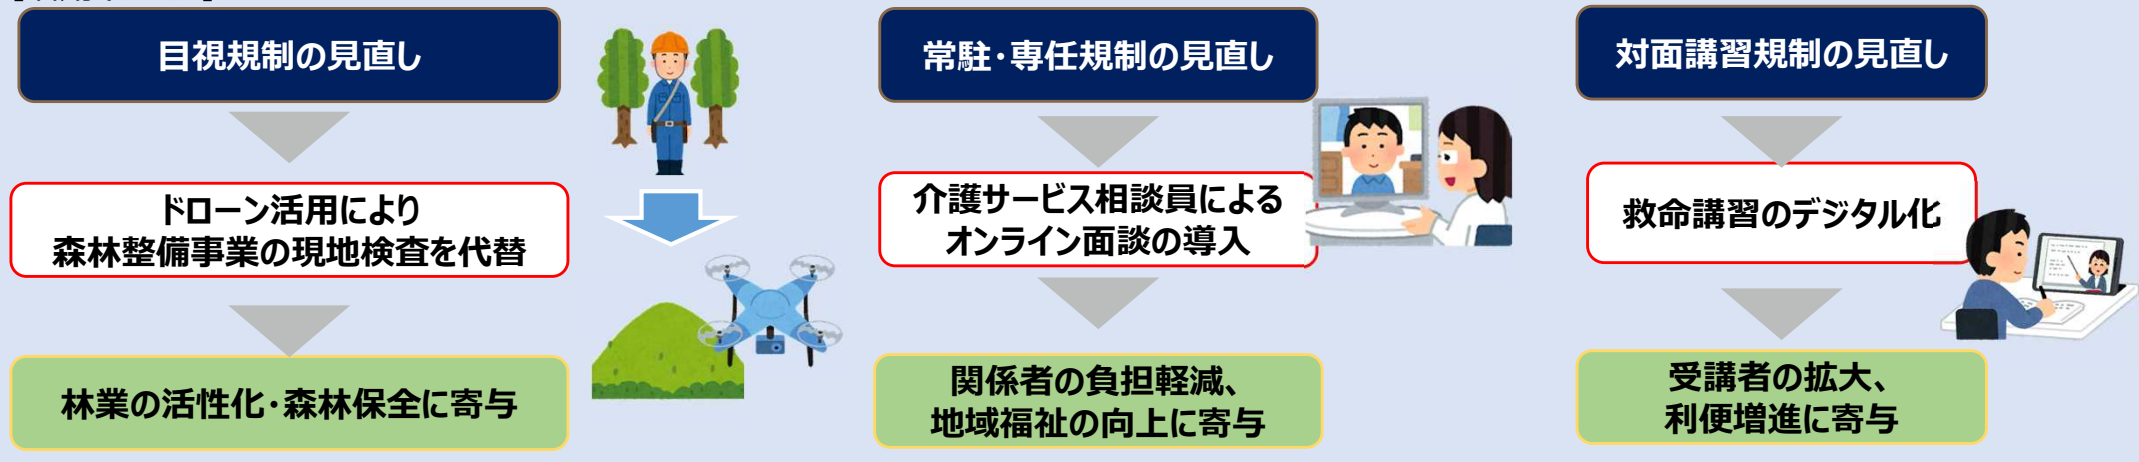 目視規制の見直し
ドローン活用により
森林整備事業の現地検査を代替
林業の活性化・森林保全に寄与
常駐・専任規制の見直し
介護サービス相談員による
オンライン面談の導入
関係者の負担軽減、
地域福祉の向上に寄与
対面講習規制の見直し
救命講習のデジタル化
受講者の拡大、
利便増進に寄与